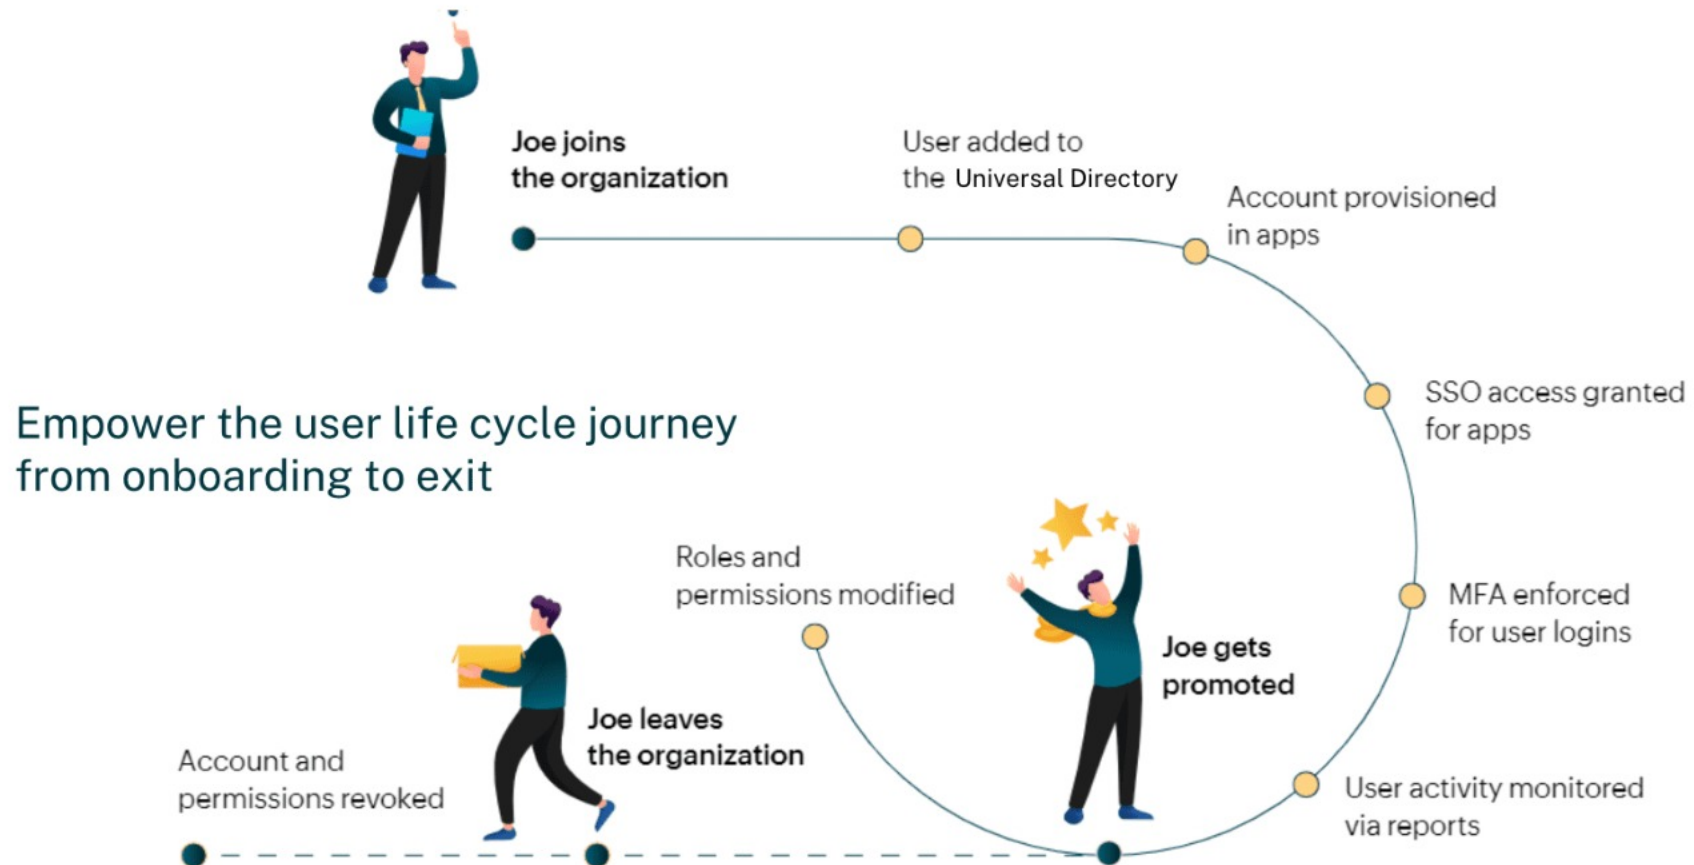 Joe joins
the organization
User added to
the Universal Directory
Account provisioned
in apps
SSO access granted
for apps
Empower the user life cycle journey
from onboarding to exit
MFA enforced
for user logins
Roles and
permissions modified
Joe gets
promoted
User activity monitored
via reports
Joe leaves
the organization
Account and
permissions revoked